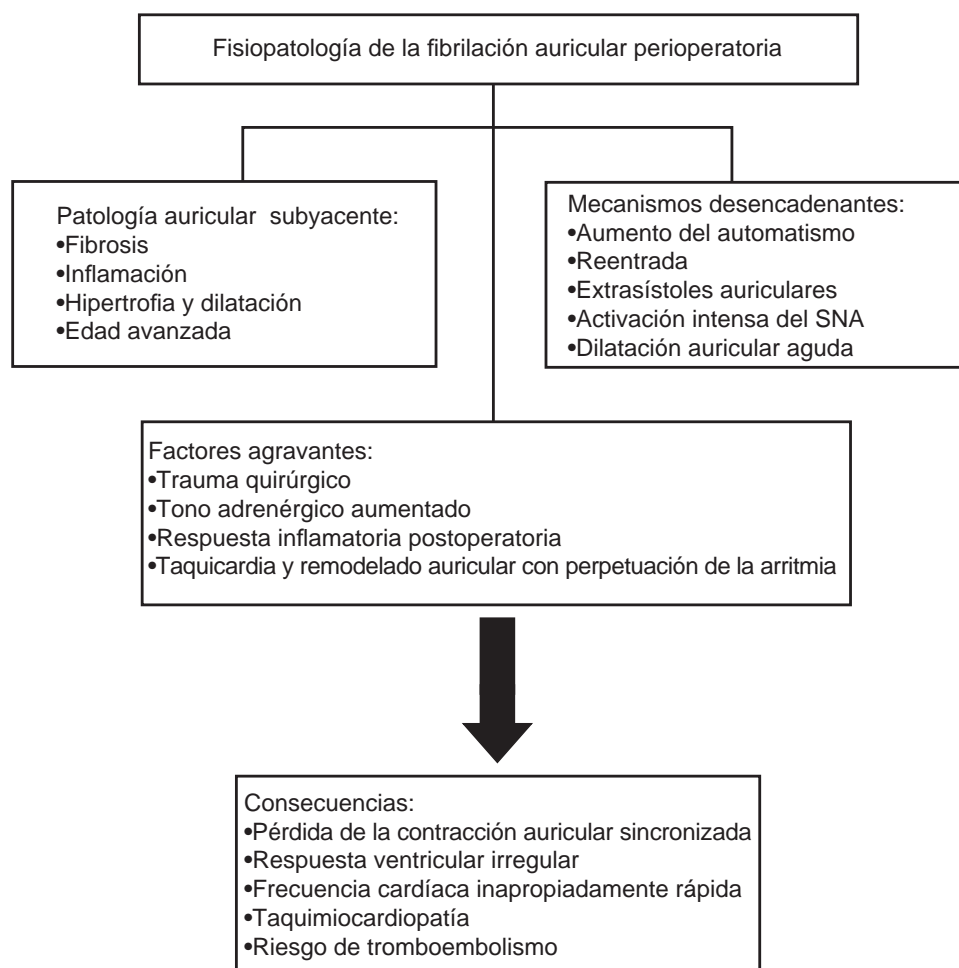 Fisiopatología de la fibrilación auricular perioperatoria
Patología auricular subyacente:
•Fibrosis
•Inflamación
•Hipertrofia y dilatación
•Edad avanzada
Mecanismos desencadenantes:
•Aumento del automatismo
•Reentrada
•Extrasístoles auriculares
•Activación intensa del SNA
•Dilatación auricular aguda
Factores agravantes:
•Trauma quirúrgico
•Tono adrenérgico aumentado
•Respuesta inflamatoria postoperatoria
•Taquicardia y remodelado auricular con perpetuación de la arritmia
Consecuencias:
•Pérdida de la contracción auricular sincronizada
•Respuesta ventricular irregular
•Frecuencia cardíaca inapropiadamente rápida
•Taquimiocardiopatía
•Riesgo de tromboembolismo